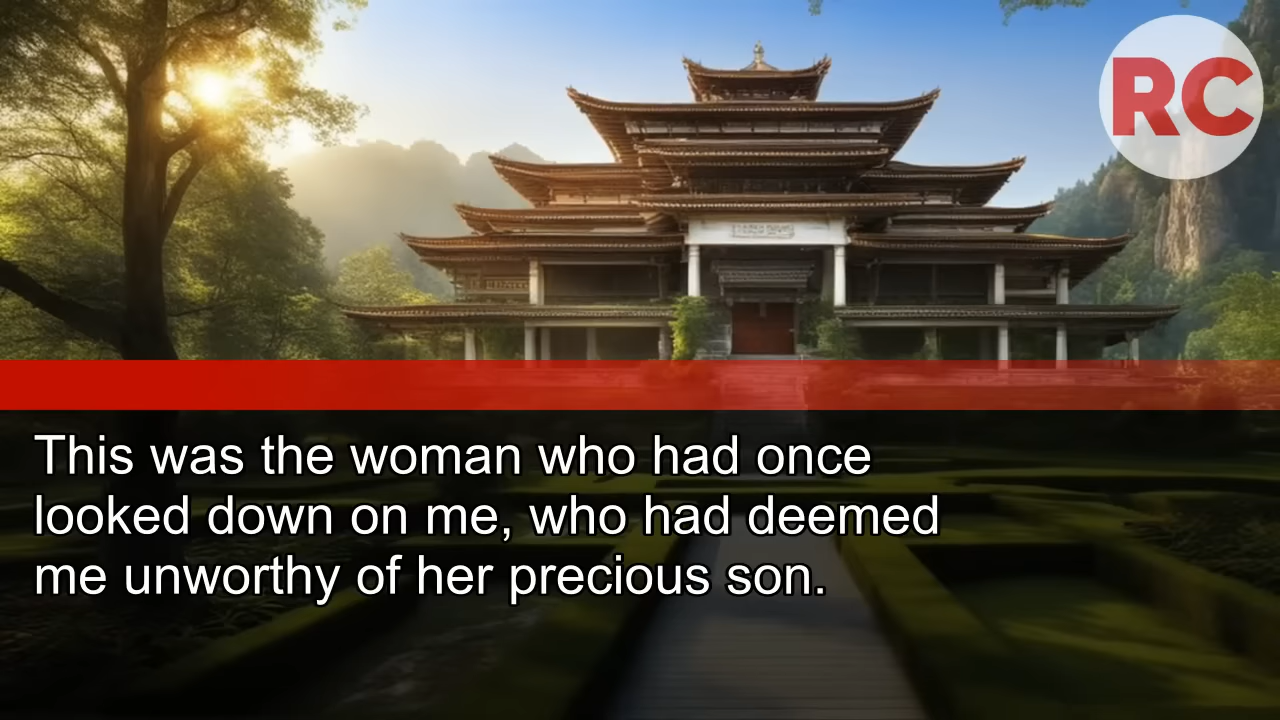 RC
This was the woman who had once
looked down on me, who had deemed
me unworthy of her precious son.